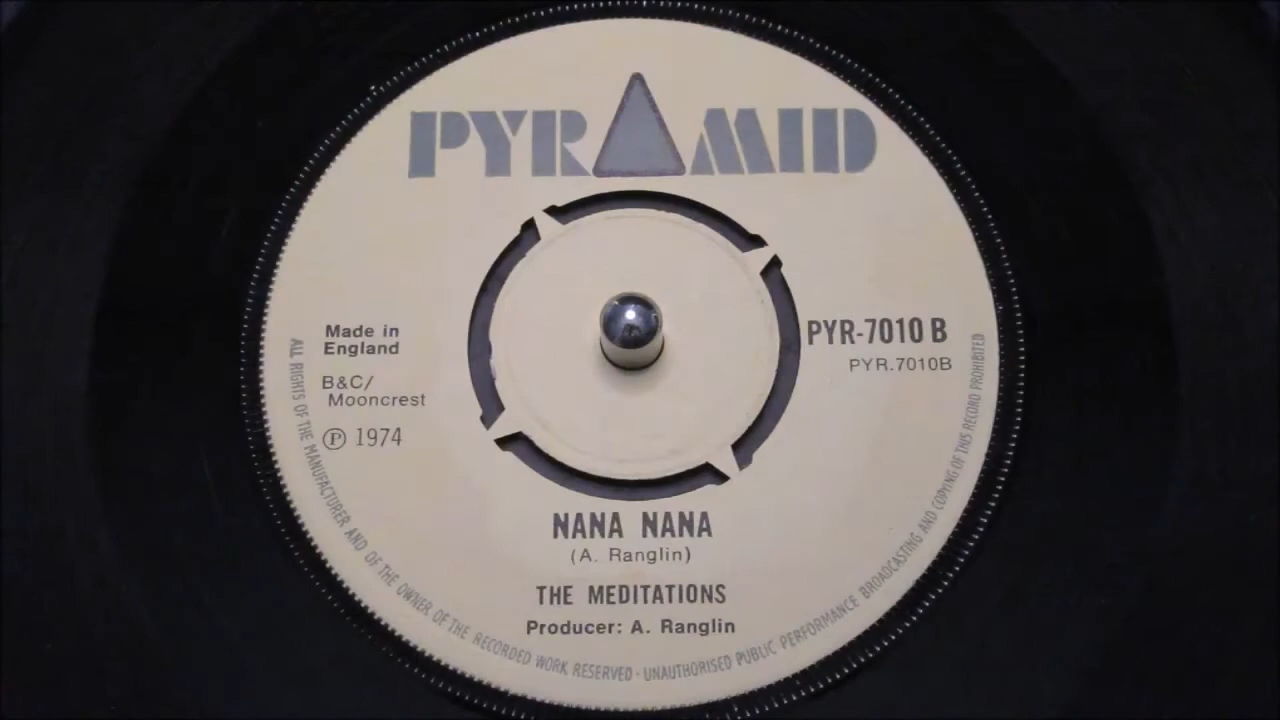 PYRAMID
Made in
England
B&C/
Mooncrest
℗ 1974
PYR-7010 B
PYR.7010B
NANA NANA
(A. Ranglin)
THE MEDITATIONS
Producer: A. Ranglin
ALL RIGHTS OF THE MANUFACTURER AND OF THE OWNER OF THE RECORDED WORK RESERVED · UNAUTHORISED PUBLIC PERFORMANCE BROADCASTING AND COPYING OF THIS RECORD PROHIBITED